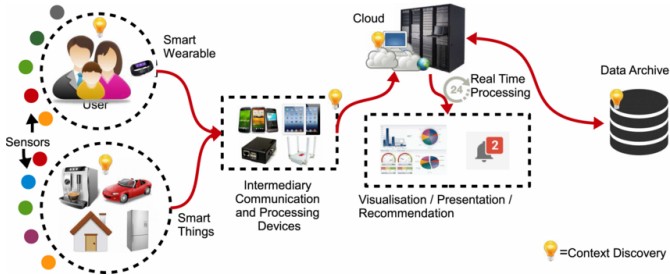 Smart
Wearable
User
Sensors
Smart
Things
Intermediary
Communication
and Processing
Devices
Cloud
24
Real Time
Processing
2
Visualisation / Presentation /
Recommendation
Data Archive
=Context Discovery